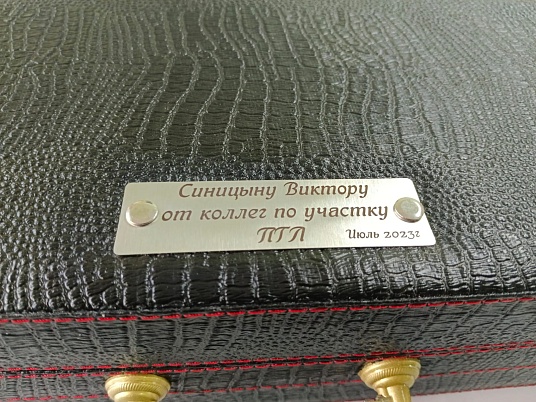 Синицыну Виктору
от коллег по участку
ПГП Июль 2023г